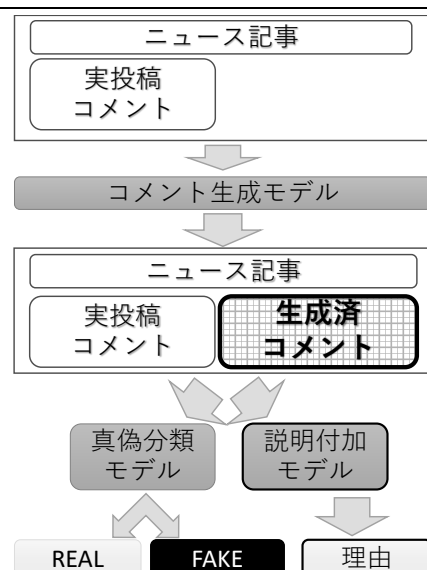 ニュース記事
実投稿
コメント
コメント生成モデル
ニュース記事
実投稿
コメント
生成済
コメント
真偽分類
モデル
説明付加
モデル
REAL
FAKE
理由